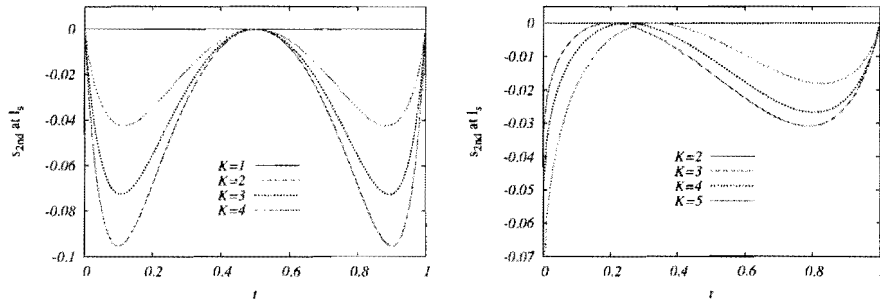 0
-0.02
-0.04
-0.06
-0.08
-0.1
s2nd at ls
K=1
K=2
K=3
K=4
0 0.2 0.4 0.6 0.8 1
t
0
-0.01
-0.02
-0.03
-0.04
-0.05
-0.06
-0.07
s2nd at ls
K=2
K=3
K=4
K=5
0 0.2 0.4 0.6 0.8 1